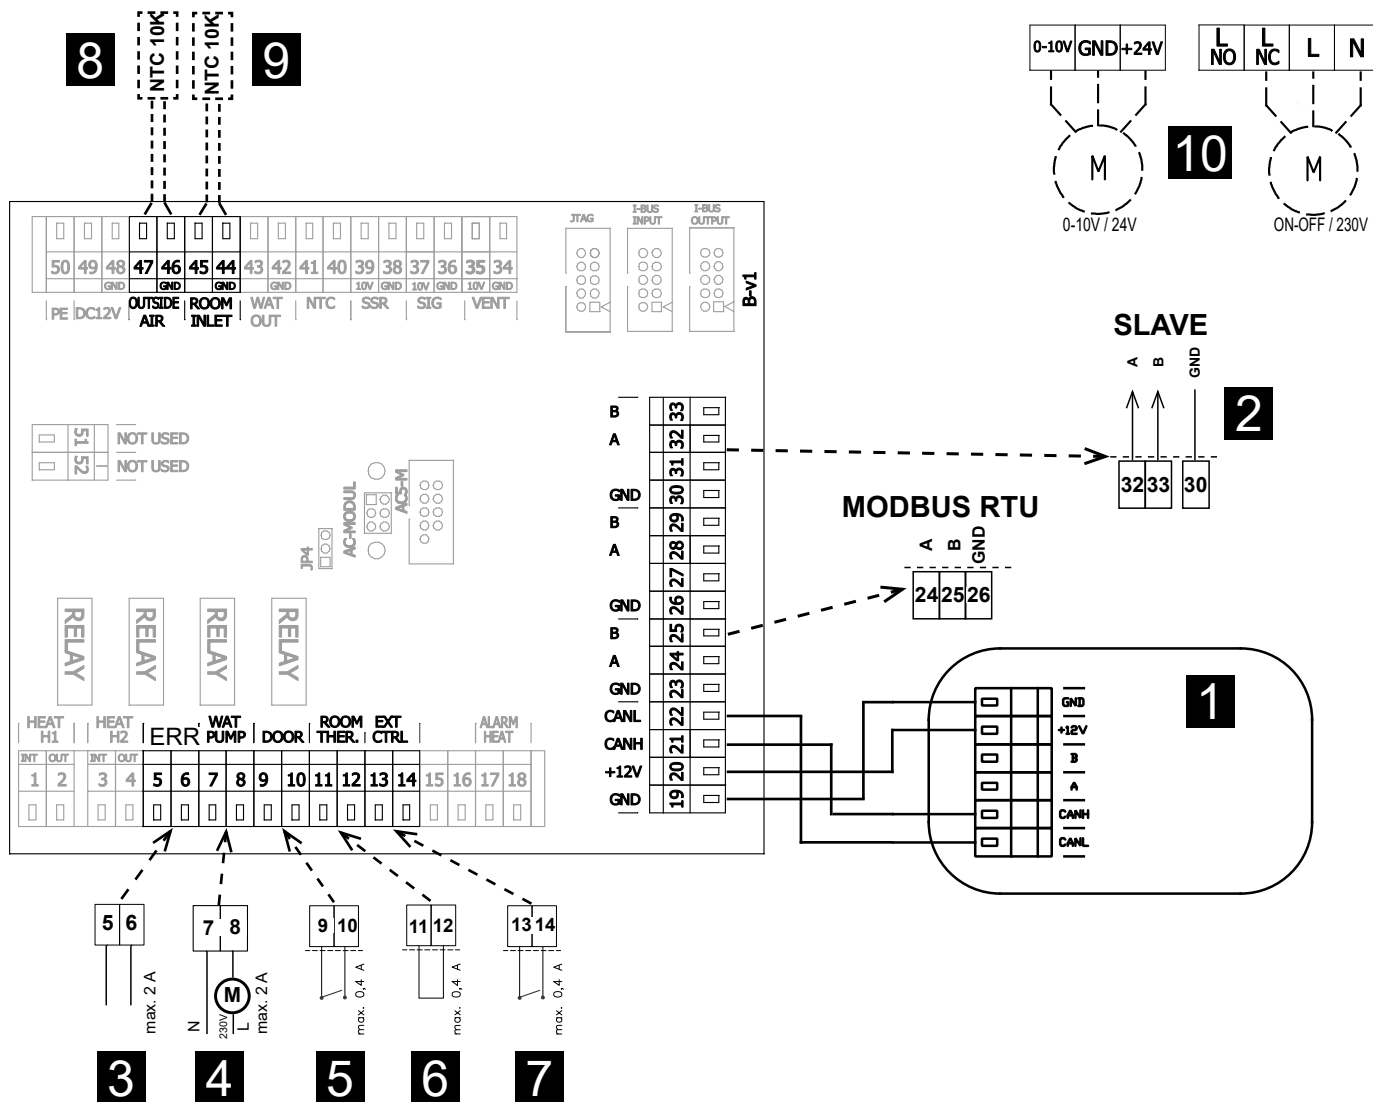 8
NTC 10K
NTC 10K
9
0-10V GND +24V
L NO L NC L N
M
10
M
0-10V / 24V
ON-OFF / 230V
50 49 48 47 46 45 44 43 42 41 40 39 38 37 36 35 34
GND GND GND GND 10V GND 10V GND 10V GND
PE DC12V OUTSIDE AIR ROOM INLET WAT OUT NTC SSR SIG VENT
JTAG
I-BUS INPUT
I-BUS OUTPUT
B-v1
SLAVE
A B GND
2
32 33 30
51 NOT USED
52 NOT USED
JP4
AC-MODUL
AC5-M
B 33
A 32
31
GND 30
B 29
A 28
27
GND 26
B 25
A 24
GND 23
CANL 22
CANH 21
+12V 20
GND 19
MODBUS RTU
A B GND
24 25 26
1
GND
+12V
B
A
CANH
CANL
RELAY RELAY RELAY RELAY
HEAT H1 HEAT H2 ERR WAT PUMP DOOR ROOM THER. EXT CTRL ALARM HEAT
INT OUT INT OUT
1 2 3 4 5 6 7 8 9 10 11 12 13 14 15 16 17 18
5 6
max. 2 A
3
7 8
M
N 230V L
max. 2 A
4
9 10
max. 0,4 A
5
11 12
max. 0,4 A
6
13 14
max. 0,4 A
7